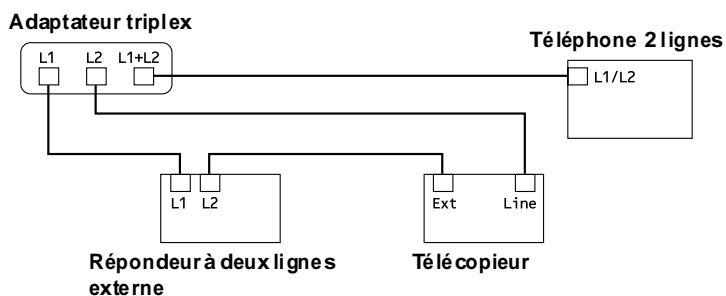 Adaptateur triplex
Téléphone 2 lignes
L1 L2 L1+L2
L1/L2
L1 L2
Ext Line
Répondeur à deux lignes
externe
Télécopieur